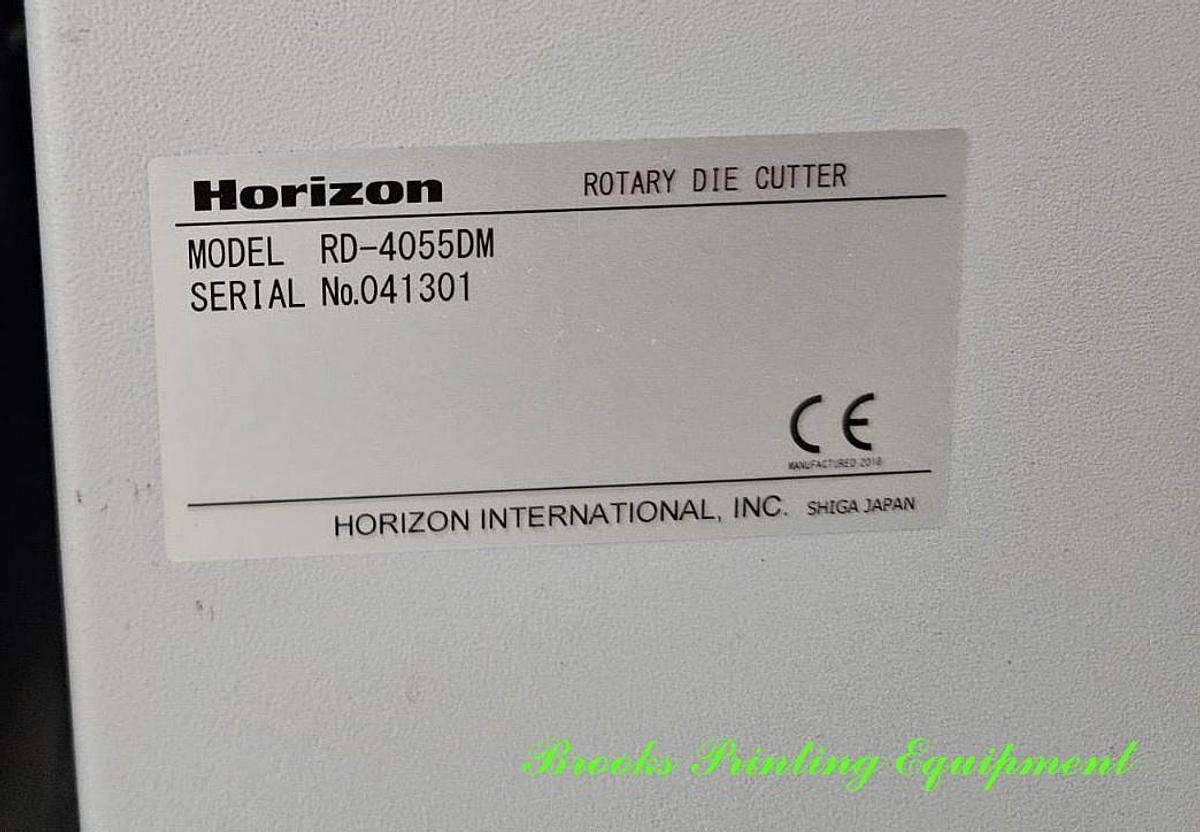 Horizon ROTARY DIE CUTTER
MODEL RD-4055DM
SERIAL No.041301
CE
MANUFACTURED 2018
HORIZON INTERNATIONAL, INC. SHIGA JAPAN
Brooks Printing Equipment